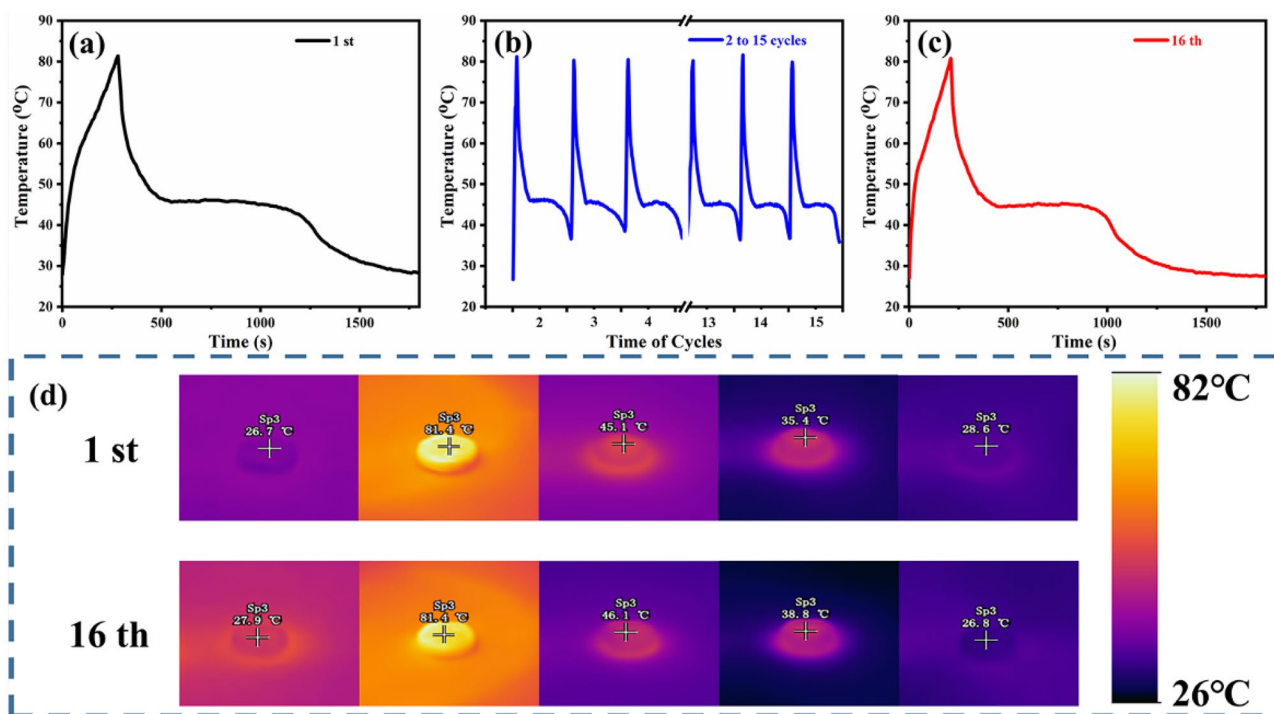 (a)
1 st
90
80
70
60
50
40
30
20
Temperature (⁰C)
0
500
1000
1500
Time (s)
(b)
2 to 15 cycles
90
80
70
60
50
40
30
20
Temperature (⁰C)
2
3
4
13
14
15
Time of Cycles
(c)
16 th
90
80
70
60
50
40
30
20
Temperature (⁰C)
0
500
1000
1500
Time (s)
(d)
1 st
Sp3
26.7 ℃
Sp3
81.4 ℃
Sp3
45.1 ℃
Sp3
35.4 ℃
Sp3
28.6 ℃
16 th
Sp3
27.9 ℃
Sp3
81.4 ℃
Sp3
46.1 ℃
Sp3
38.8 ℃
Sp3
26.8 ℃
82℃
26℃